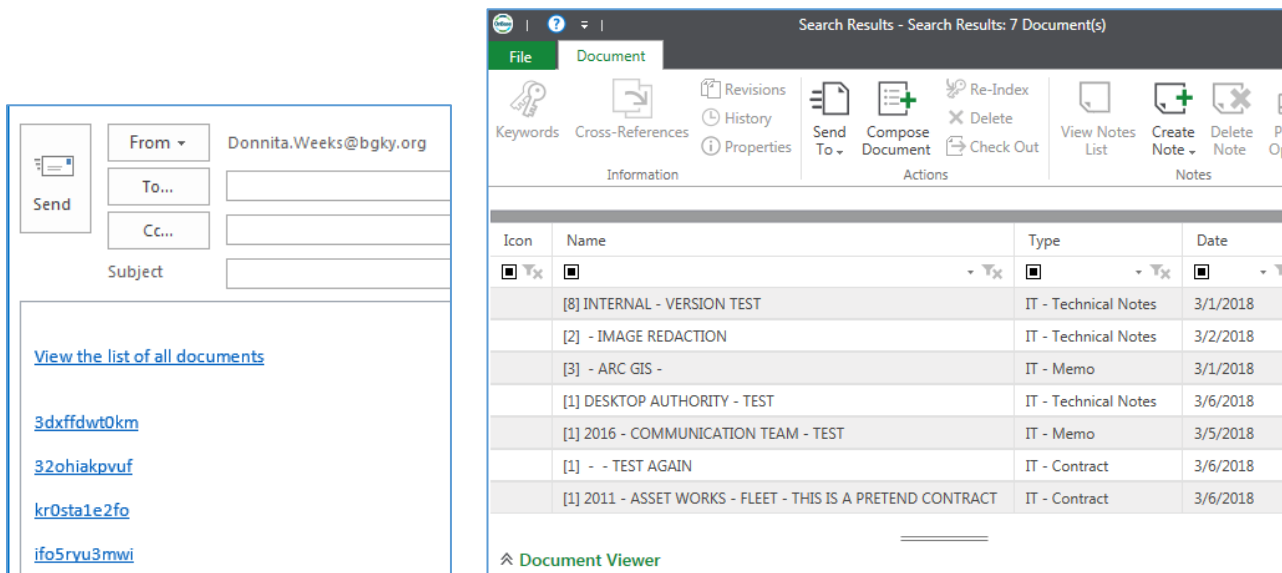 From
Donnita.Weeks@bgky.org
To...
Send
Cc...
Subject
View the list of all documents
3dxffdwt0km
32ohiakpvuf
kr0sta1e2fo
ifo5ryu3mwi
Search Results - Search Results: 7 Document(s)
File Document
Keywords
Cross-References
Revisions
History
Properties
Information
Send To
Compose Document
Re-Index
Delete
Check Out
Actions
View Notes List
Create Note
Delete Note
Notes
Icon Name Type Date
[8] INTERNAL - VERSION TEST IT - Technical Notes 3/1/2018
[2] - IMAGE REDACTION IT - Technical Notes 3/2/2018
[3] - ARC GIS - IT - Memo 3/1/2018
[1] DESKTOP AUTHORITY - TEST IT - Technical Notes 3/6/2018
[1] 2016 - COMMUNICATION TEAM - TEST IT - Memo 3/5/2018
[1] - - TEST AGAIN IT - Contract 3/6/2018
[1] 2011 - ASSET WORKS - FLEET - THIS IS A PRETEND CONTRACT IT - Contract 3/6/2018
Document Viewer